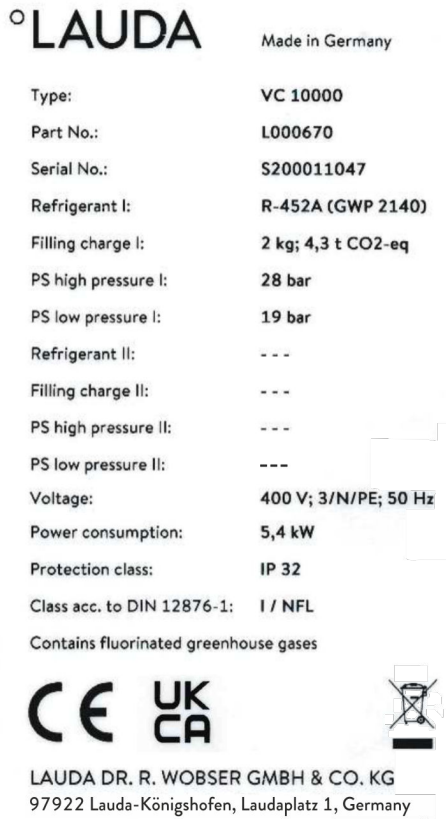 °LAUDA Made in Germany
Type: VC 10000
Part No.: L000670
Serial No.: S200011047
Refrigerant I: R-452A (GWP 2140)
Filling charge I: 2 kg; 4,3 t CO2-eq
PS high pressure I: 28 bar
PS low pressure I: 19 bar
Refrigerant II: - - -
Filling charge II: - - -
PS high pressure II: - - -
PS low pressure II: ---
Voltage: 400 V; 3/N/PE; 50 Hz
Power consumption: 5,4 kW
Protection class: IP 32
Class acc. to DIN 12876-1: I / NFL
Contains fluorinated greenhouse gases
CE UK
CA
LAUDA DR. R. WOBSER GMBH & CO. KG
97922 Lauda-Königshofen, Laudaplatz 1, Germany